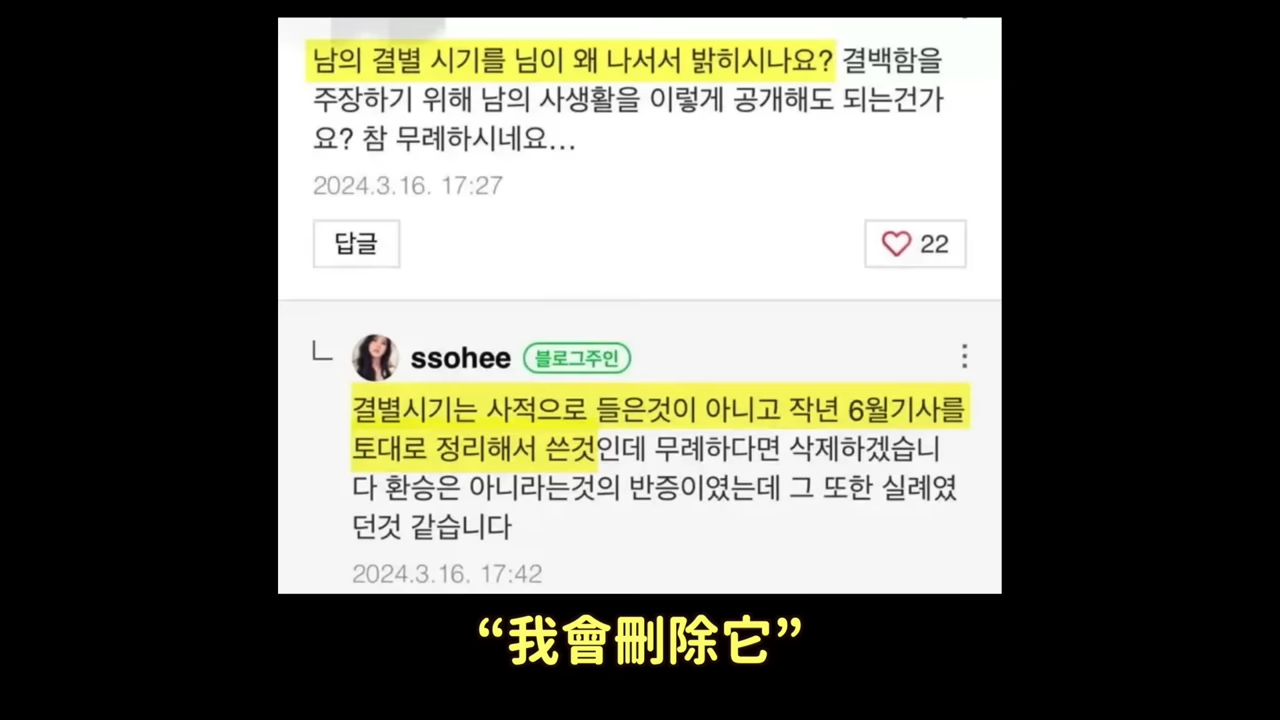 남의 결별 시기를 님이 왜 나서서 밝히시나요? 결백함을
주장하기 위해 남의 사생활을 이렇게 공개해도 되는건가
요? 참 무례하시네요...
2024.3.16. 17:27
답글
22
ssohee 블로그주인
결별시기는 사적으로 들은것이 아니고 작년 6월기사를
토대로 정리해서 쓴것인데 무례하다면 삭제하겠습니
다 환승은 아니라는것의 반증이였는데 그 또한 실례였
던것 같습니다
2024.3.16. 17:42
“我會刪除它”